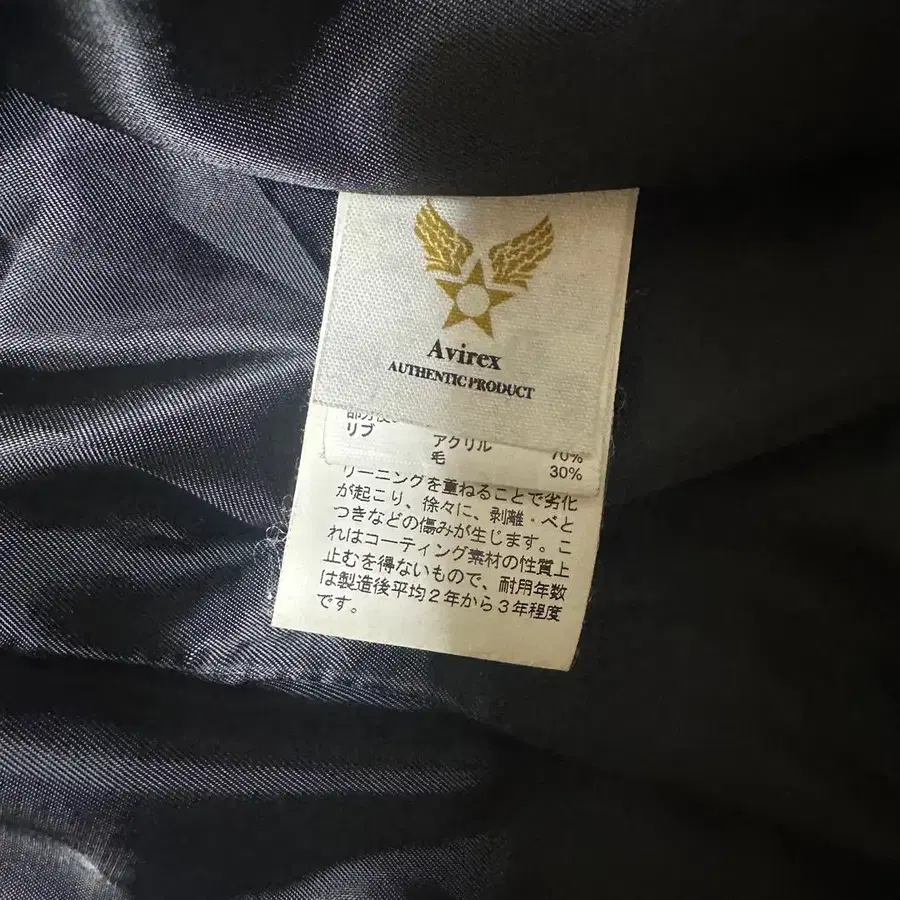 Avirex
AUTHENTIC PRODUCT
リブ アクリル 70%
毛 30%
リーニングを重ねることで劣化
が起こり、徐々に、剥離・べと
つきなどの傷みが生じます。こ
れはコーティング素材の性質上
止むを得ないもので、耐用年数
は製造後平均2年から3年程度
です。